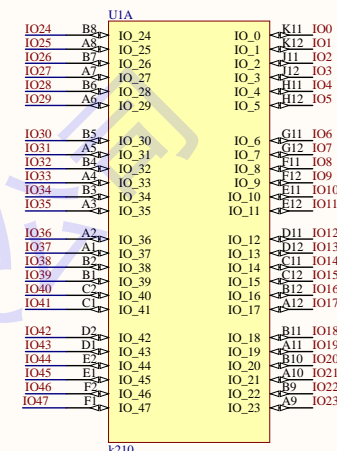 U1A
IO24 B8 IO_24 IO_0 K11 IO0
IO25 A8 IO_25 IO_1 K12 IO1
IO26 B7 IO_26 IO_2 J11 IO2
IO27 A7 IO_27 IO_3 J12 IO3
IO28 B6 IO_28 IO_4 H11 IO4
IO29 A6 IO_29 IO_5 H12 IO5
IO30 B5 IO_30 IO_6 G11 IO6
IO31 A5 IO_31 IO_7 G12 IO7
IO32 B4 IO_32 IO_8 F11 IO8
IO33 A4 IO_33 IO_9 F12 IO9
IO34 B3 IO_34 IO_10 E11 IO10
IO35 A3 IO_35 IO_11 E12 IO11
IO36 A2 IO_36 IO_12 D11 IO12
IO37 A1 IO_37 IO_13 D12 IO13
IO38 B2 IO_38 IO_14 C11 IO14
IO39 B1 IO_39 IO_15 C12 IO15
IO40 C2 IO_40 IO_16 B12 IO16
IO41 C1 IO_41 IO_17 A12 IO17
IO42 D2 IO_42 IO_18 B11 IO18
IO43 D1 IO_43 IO_19 A11 IO19
IO44 E2 IO_44 IO_20 B10 IO20
IO45 E1 IO_45 IO_21 A10 IO21
IO46 F2 IO_46 IO_22 B9 IO22
IO47 F1 IO_47 IO_23 A9 IO23
k210